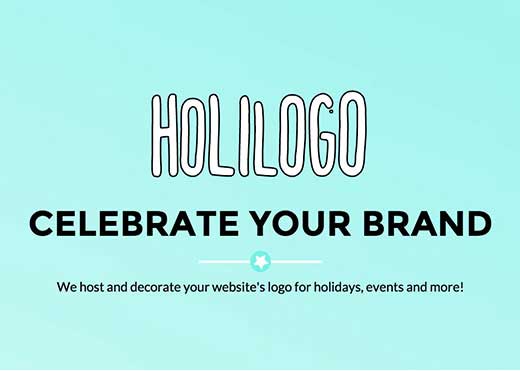 HOLILOGO
CELEBRATE YOUR BRAND
We host and decorate your website's logo for holidays, events and more!